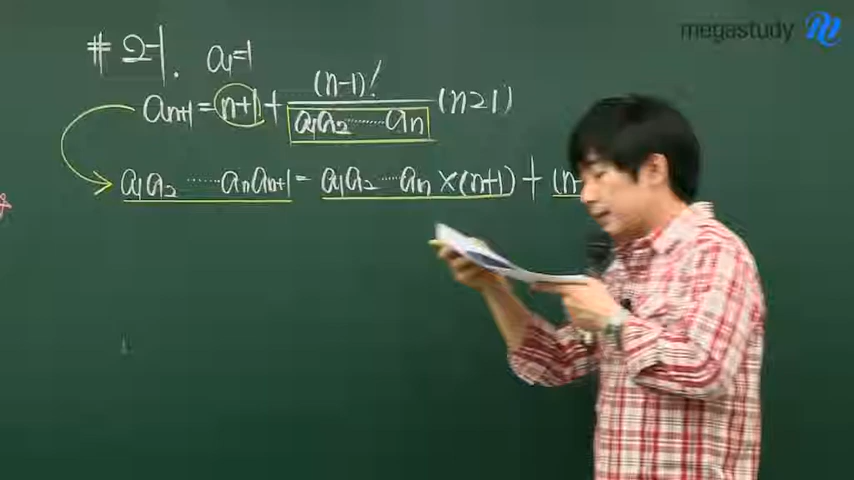 megastudy
# 2-1. a₁=1
aₙ₊₁ = n+1 + (n-1)! / a₁a₂ ⋯⋯ aₙ (n≥1)
a₁a₂ ⋯⋯ aₙaₙ₊₁ = a₁a₂ ⋯⋯ aₙ × (n+1) + (n-